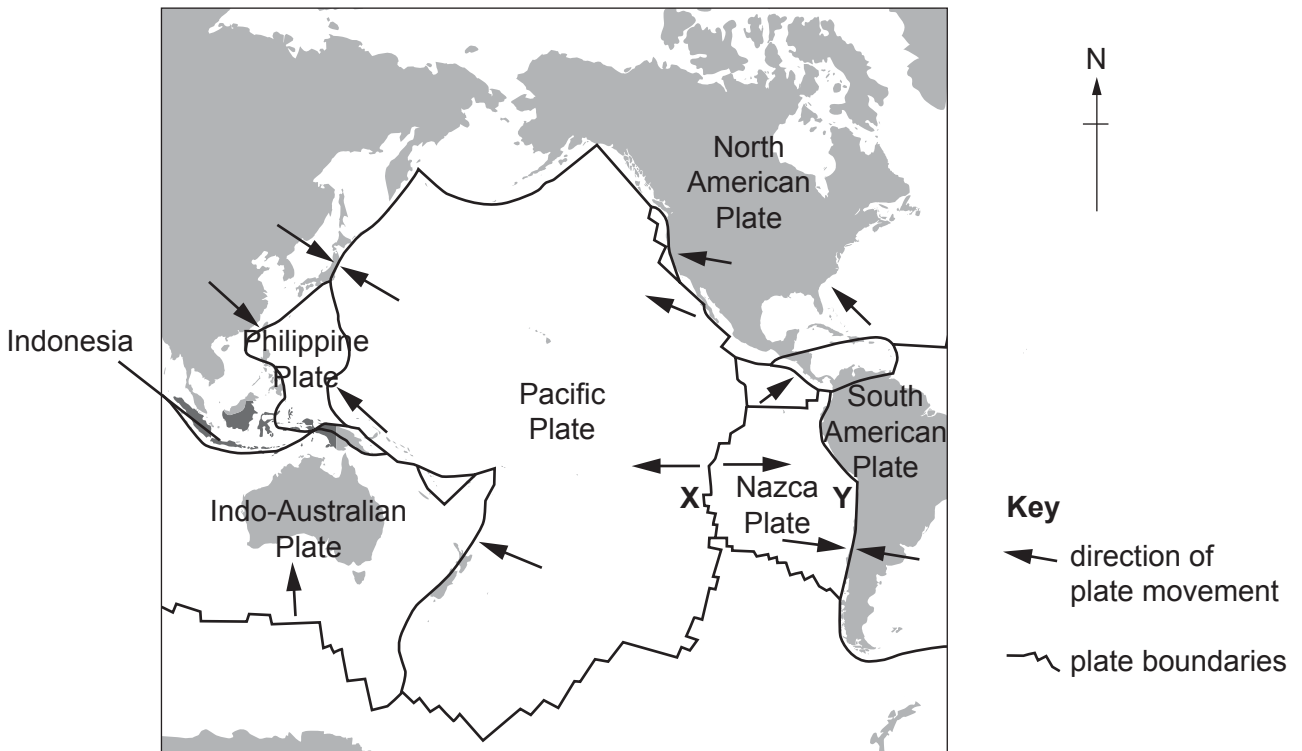 N
North
American
Plate
Indonesia
Philippine
Plate
Pacific
Plate
South
American
Plate
X
Nazca
Plate
Y
Indo-Australian
Plate
Key
direction of
plate movement
plate boundaries